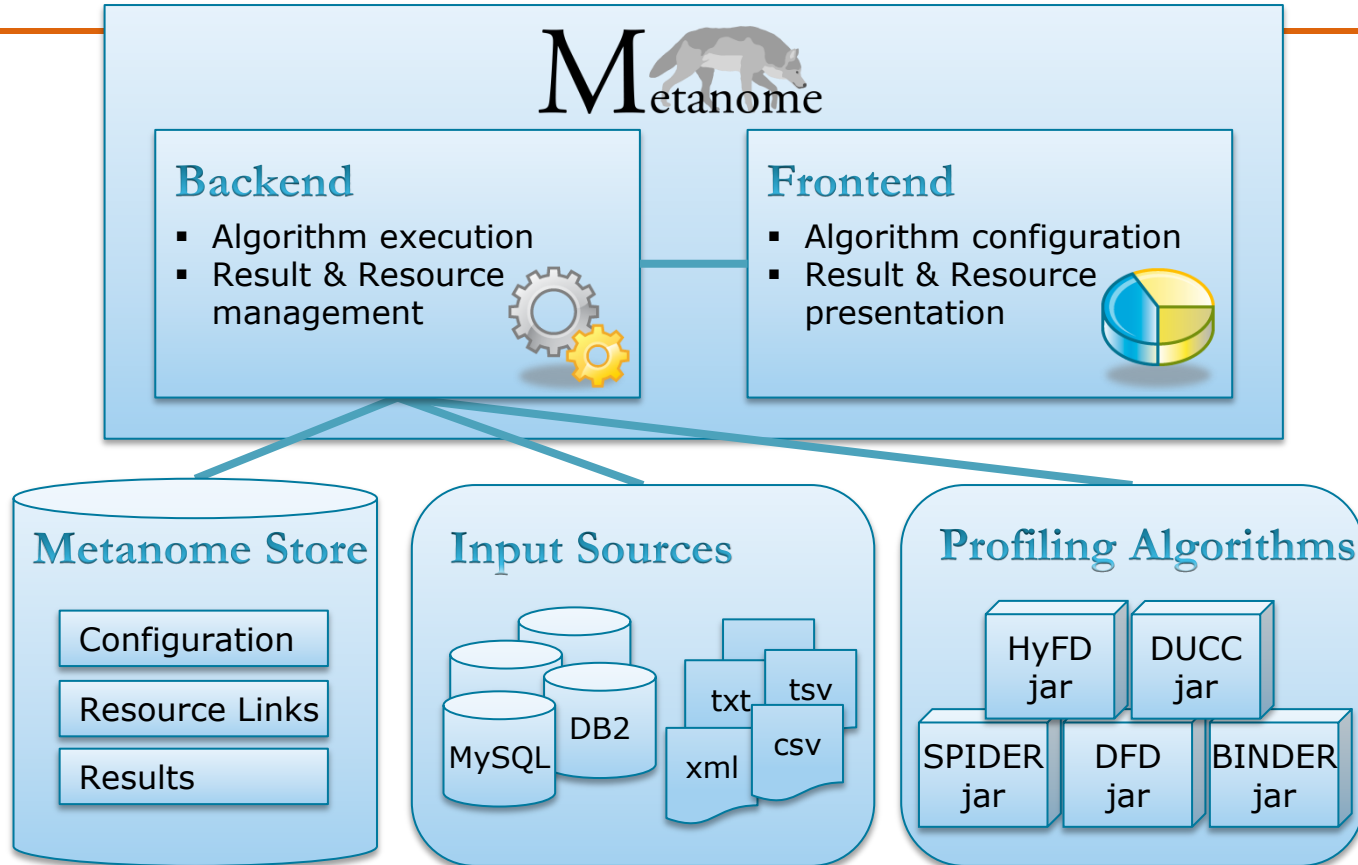 Metanome
Backend
▪ Algorithm execution
▪ Result & Resource
management
Frontend
▪ Algorithm configuration
▪ Result & Resource
presentation
Metanome Store
Configuration
Resource Links
Results
Input Sources
MySQL
DB2
txt
tsv
xml
csv
Profiling Algorithms
HyFD
jar
DUCC
jar
SPIDER
jar
DFD
jar
BINDER
jar